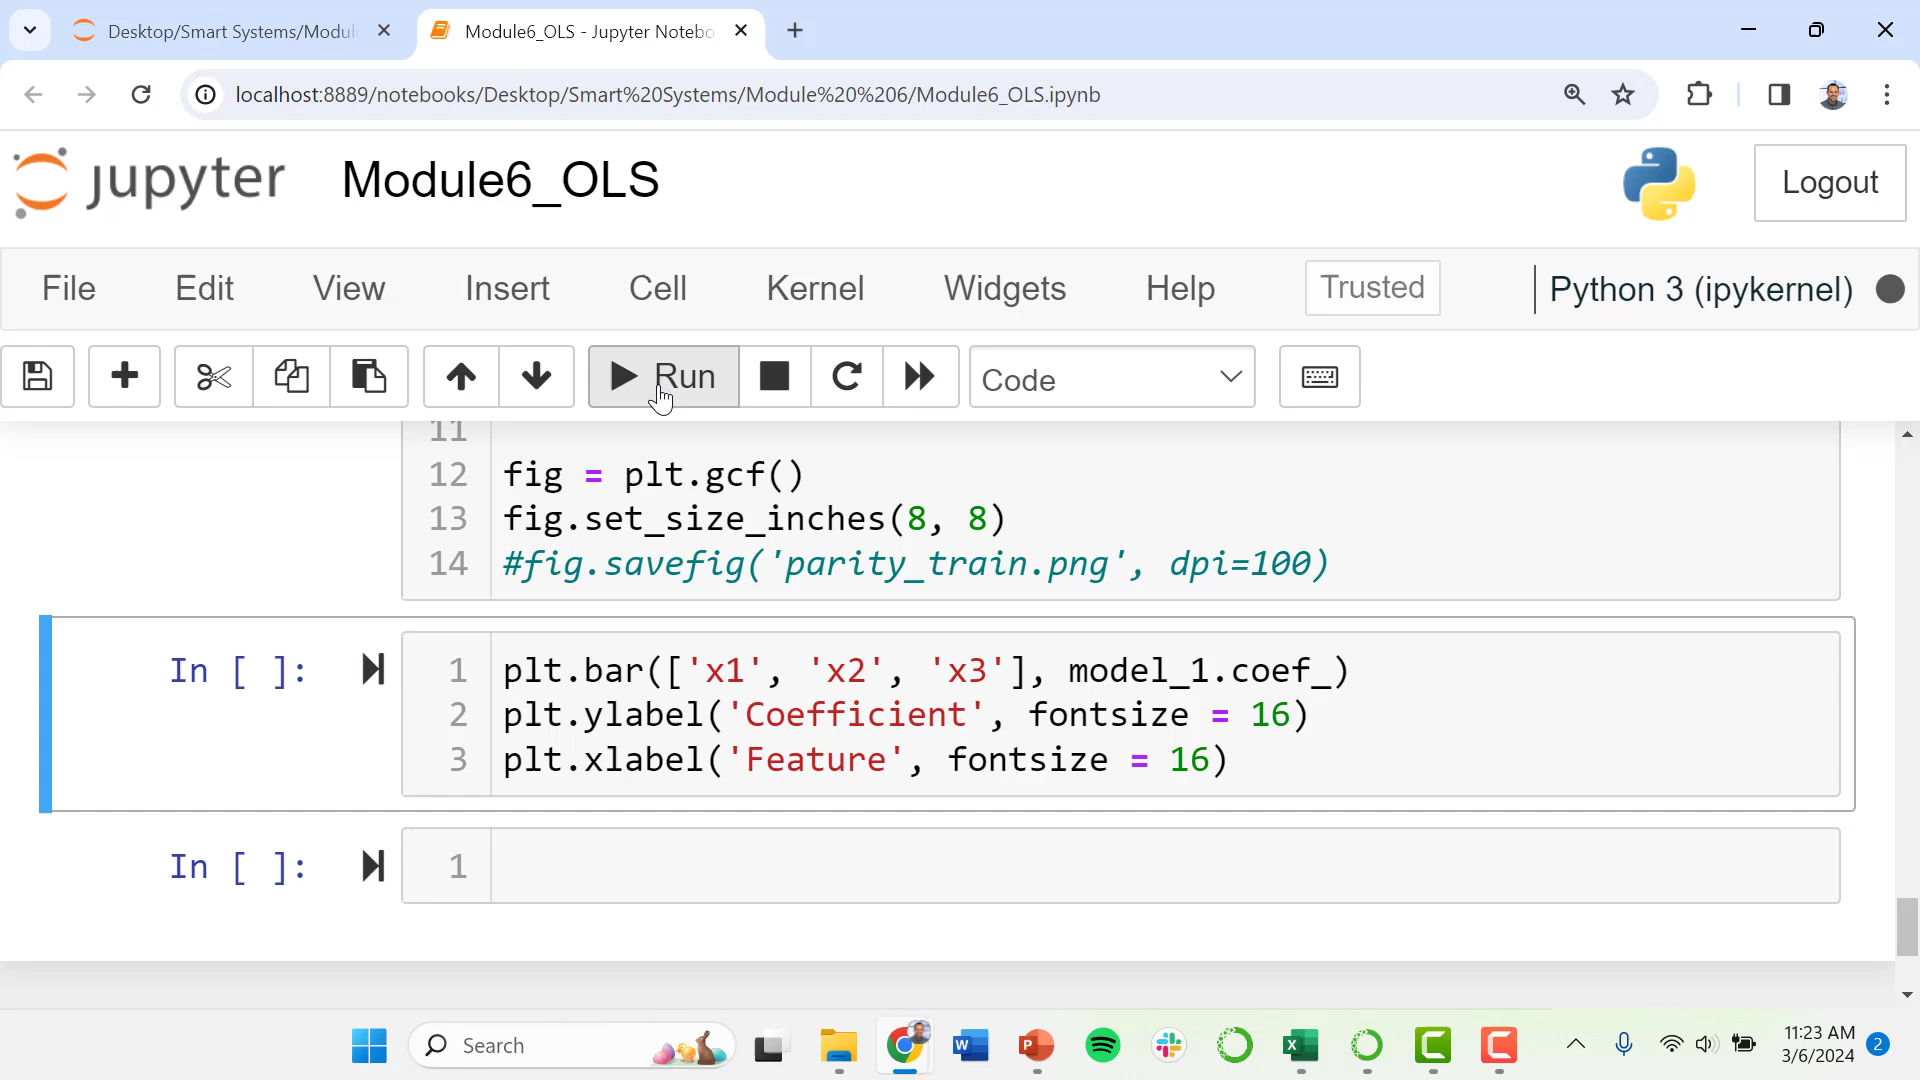 Desktop/Smart Systems/Modul
Module6_OLS - Jupyter Notebo
localhost:8889/notebooks/Desktop/Smart%20Systems/Module%20%206/Module6_OLS.ipynb
jupyter
Module6_OLS
Logout
File Edit View Insert Cell Kernel Widgets Help Trusted Python 3 (ipykernel)
Run Code
11
12 fig = plt.gcf()
13 fig.set_size_inches(8, 8)
14 #fig.savefig('parity_train.png', dpi=100)
In [ ]: 1 plt.bar(['x1', 'x2', 'x3'], model_1.coef_)
2 plt.ylabel('Coefficient', fontsize = 16)
3 plt.xlabel('Feature', fontsize = 16)
In [ ]: 1
Search
11:23 AM
3/6/2024
2